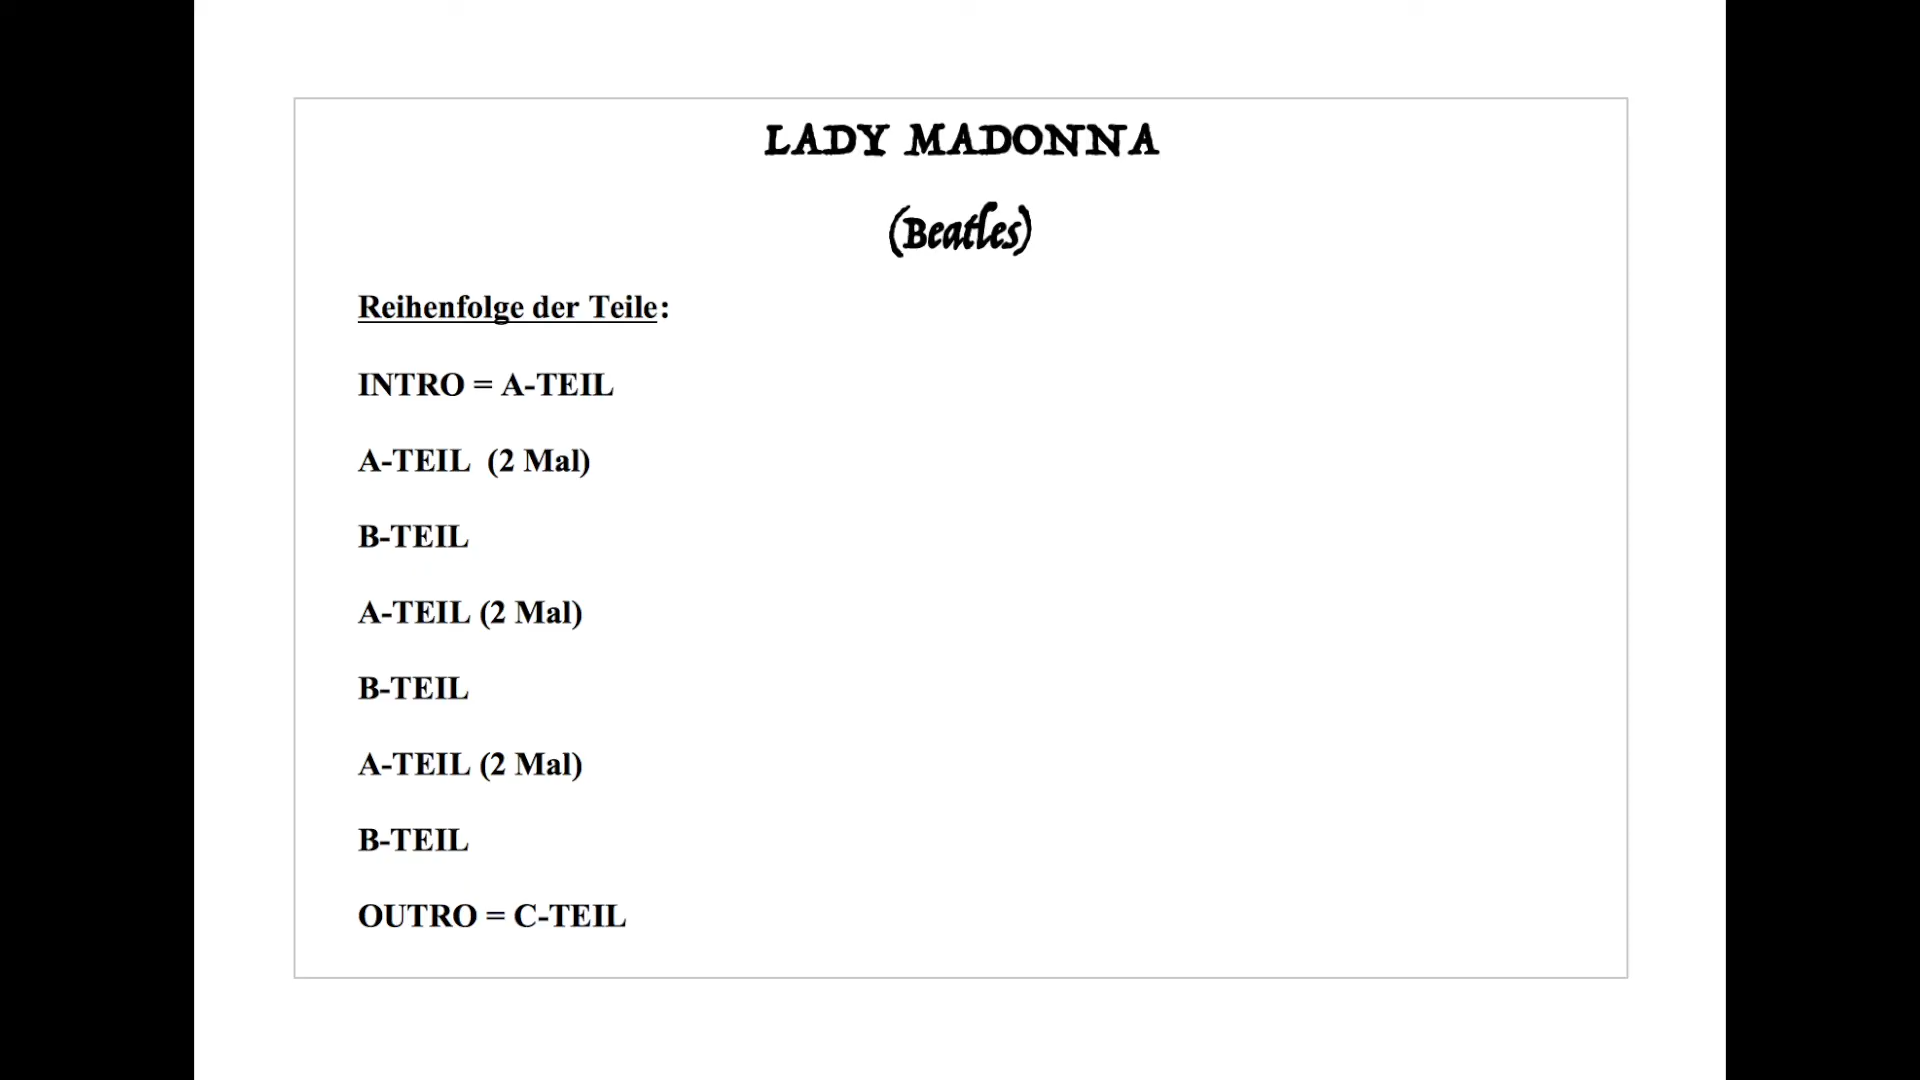 LADY MADONNA
(Beatles)
Reihenfolge der Teile:
INTRO = A-TEIL
A-TEIL (2 Mal)
B-TEIL
A-TEIL (2 Mal)
B-TEIL
A-TEIL (2 Mal)
B-TEIL
OUTRO = C-TEIL